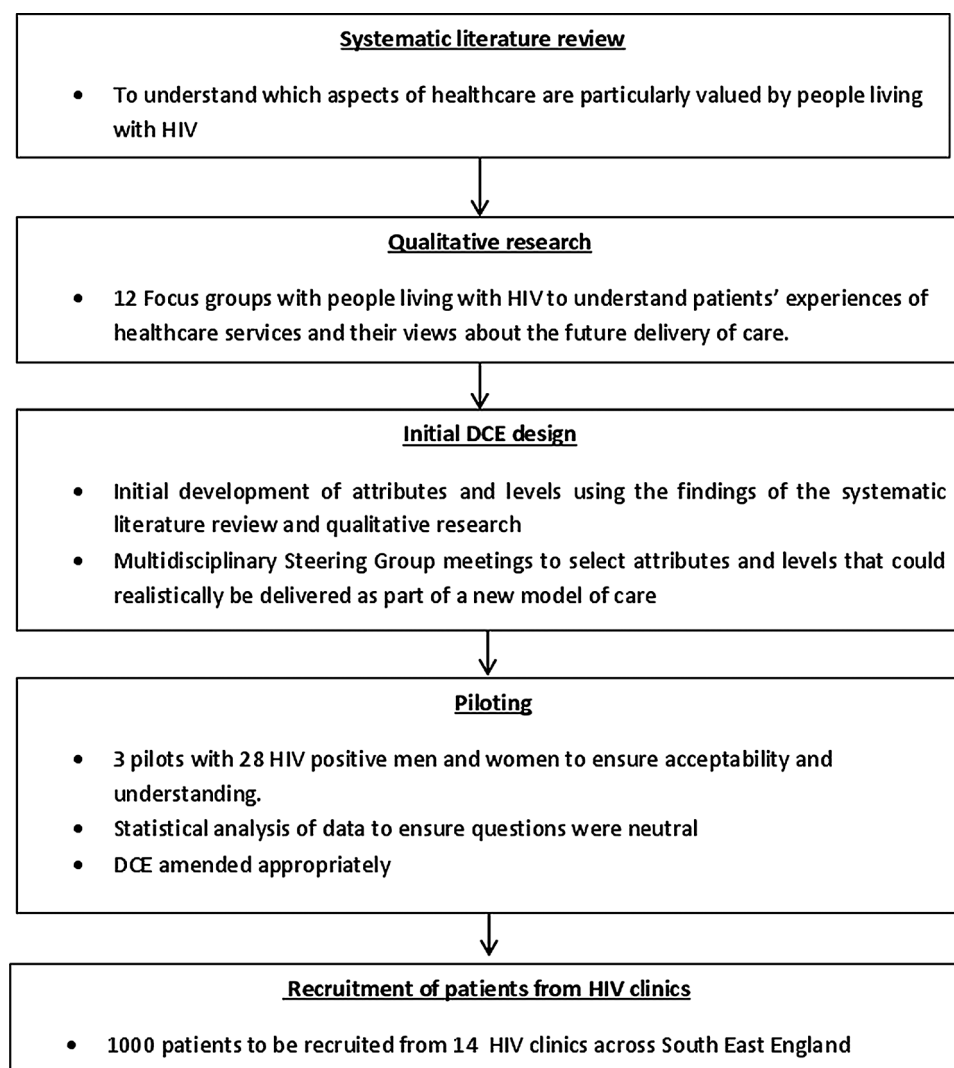 Systematic literature review
• To understand which aspects of healthcare are particularly valued by people living
with HIV
Qualitative research
• 12 Focus groups with people living with HIV to understand patients’ experiences of
healthcare services and their views about the future delivery of care.
Initial DCE design
• Initial development of attributes and levels using the findings of the systematic
literature review and qualitative research
• Multidisciplinary Steering Group meetings to select attributes and levels that could
realistically be delivered as part of a new model of care
Piloting
• 3 pilots with 28 HIV positive men and women to ensure acceptability and
understanding.
• Statistical analysis of data to ensure questions were neutral
• DCE amended appropriately
Recruitment of patients from HIV clinics
• 1000 patients to be recruited from 14 HIV clinics across South East England